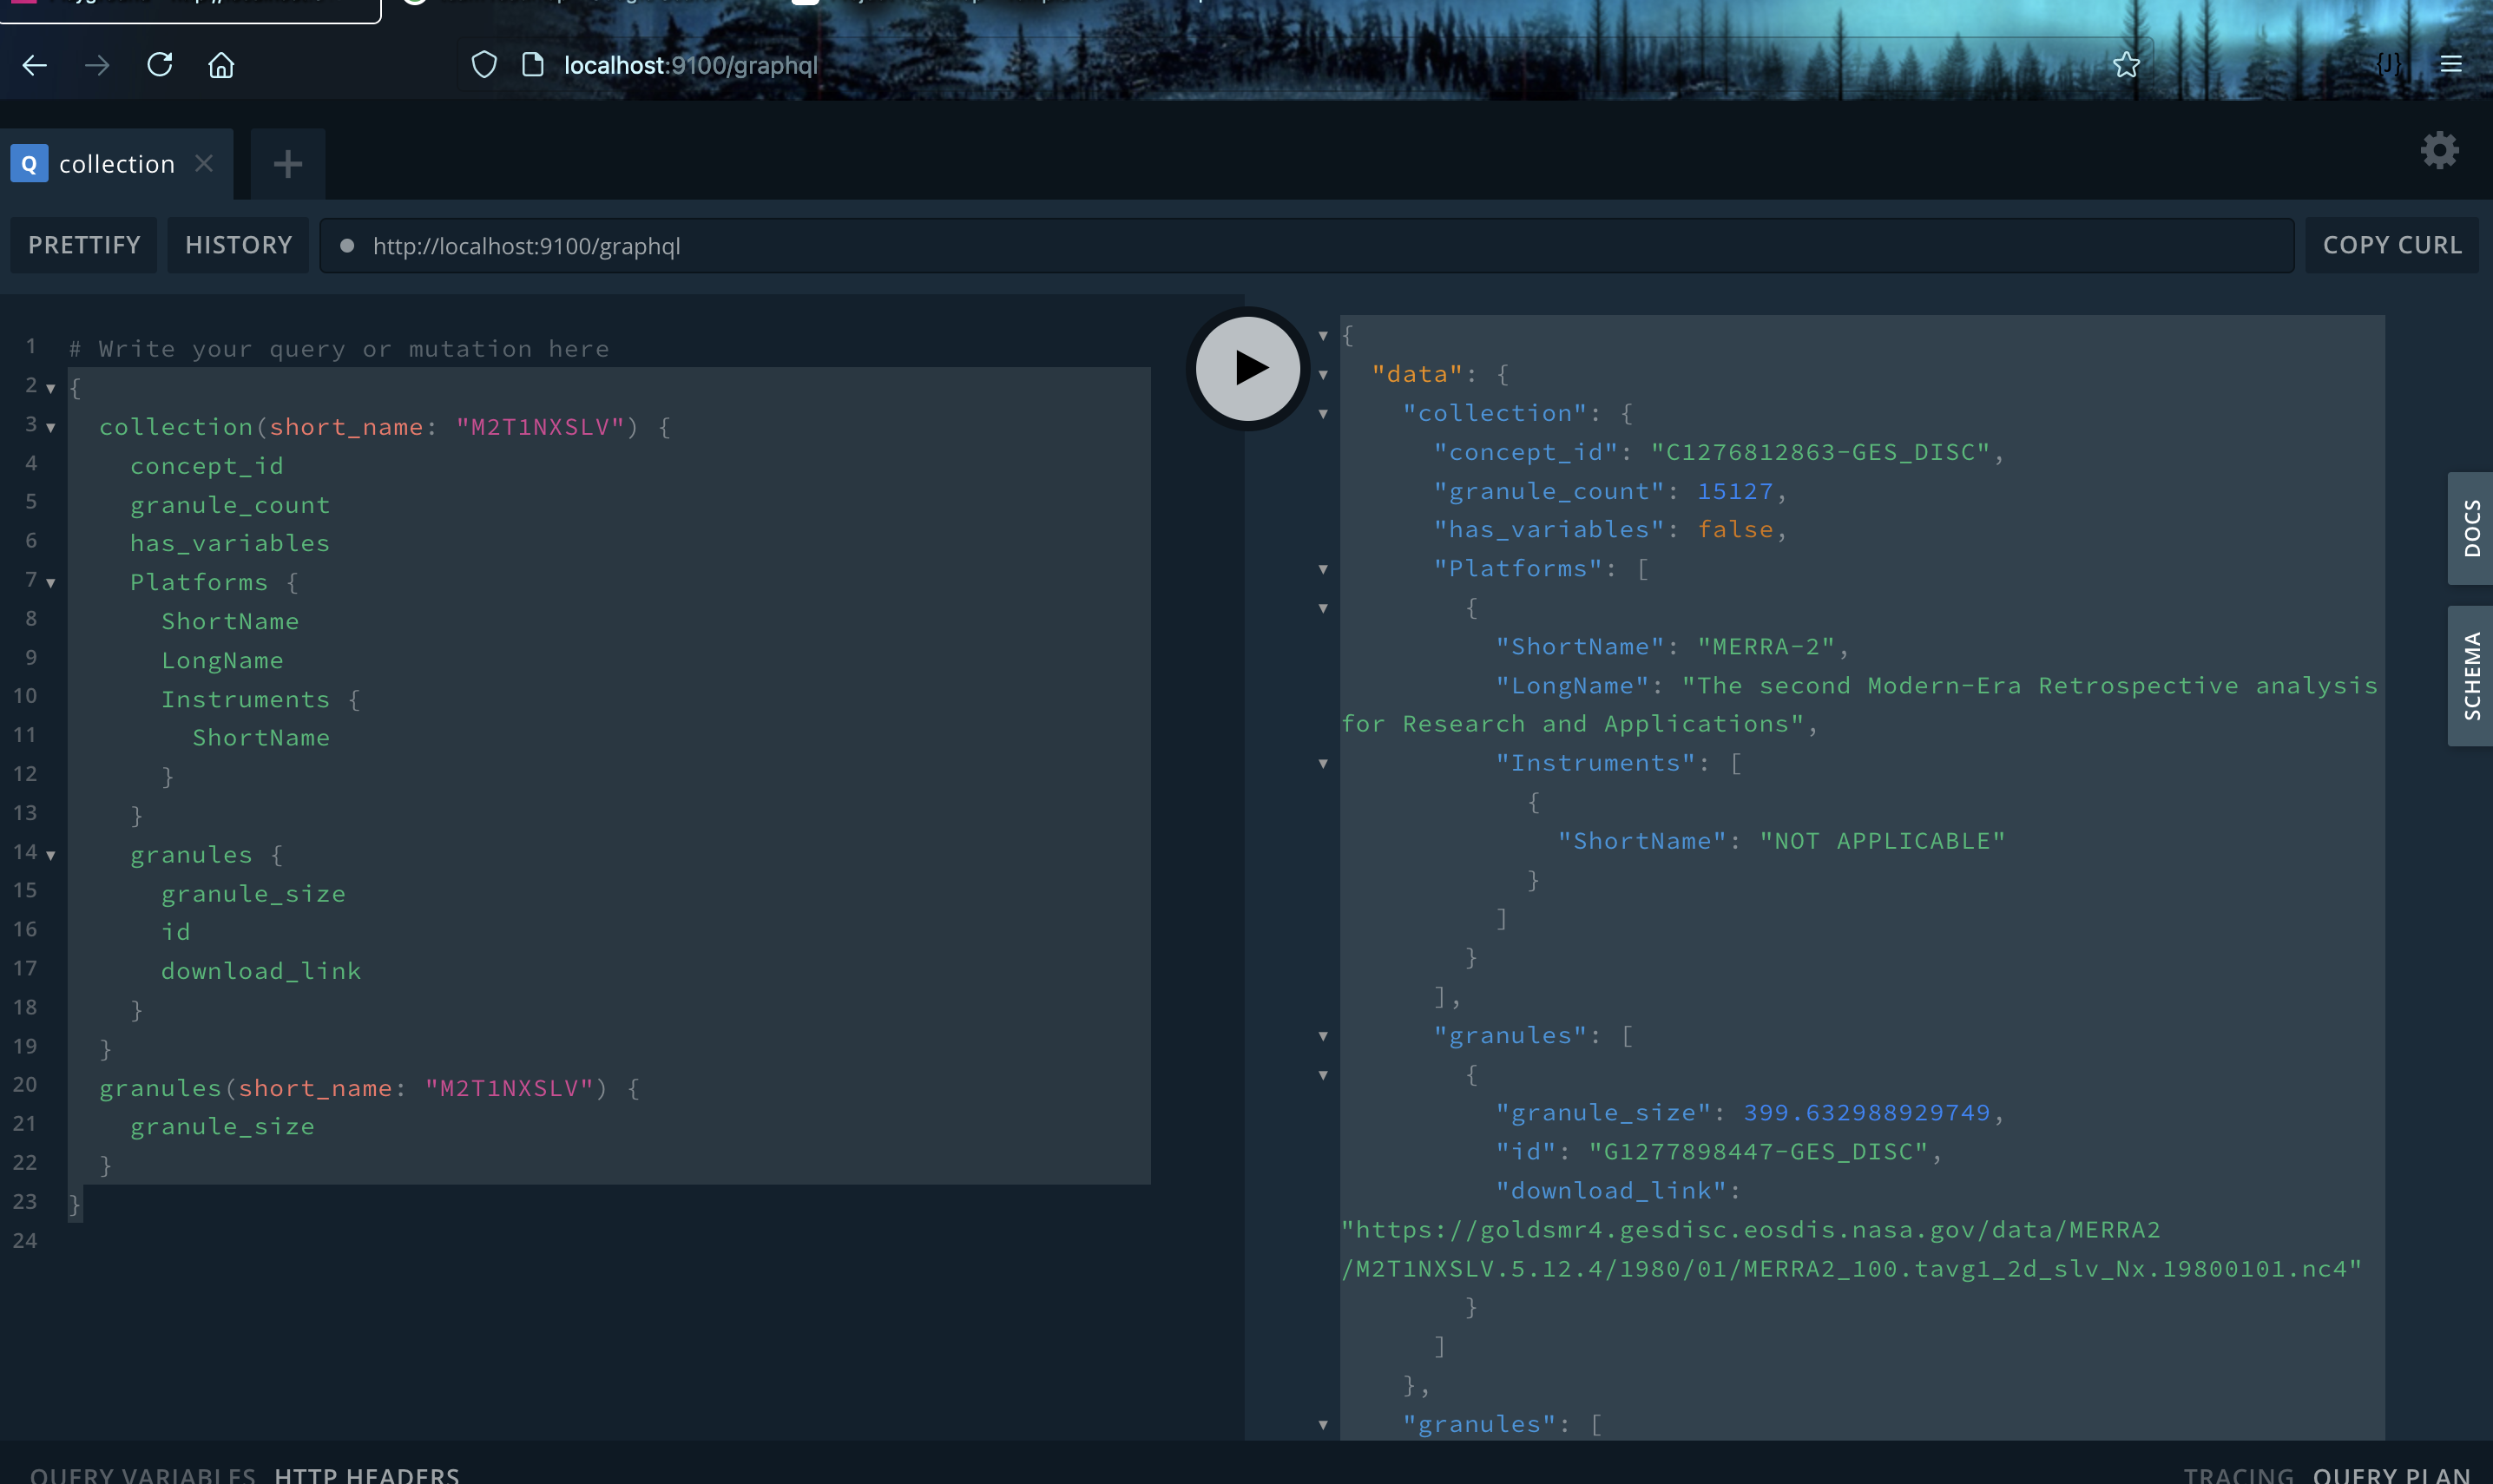 localhost:9100/graphql
{J}
Q collection
PRETTIFY
HISTORY
http://localhost:9100/graphql
COPY CURL
1 # Write your query or mutation here
2 {
3 collection(short_name: "M2T1NXSLV") {
4 concept_id
5 granule_count
6 has_variables
7 Platforms {
8 ShortName
9 LongName
10 Instruments {
11 ShortName
12 }
13 }
14 granules {
15 granule_size
16 id
17 download_link
18 }
19 }
20 granules(short_name: "M2T1NXSLV") {
21 granule_size
22 }
23 }
24
{
"data": {
"collection": {
"concept_id": "C1276812863-GES_DISC",
"granule_count": 15127,
"has_variables": false,
"Platforms": [
{
"ShortName": "MERRA-2",
"LongName": "The second Modern-Era Retrospective analysis
for Research and Applications",
"Instruments": [
{
"ShortName": "NOT APPLICABLE"
}
]
}
],
"granules": [
{
"granule_size": 399.632988929749,
"id": "G1277898447-GES_DISC",
"download_link":
"https://goldsmr4.gesdisc.eosdis.nasa.gov/data/MERRA2
/M2T1NXSLV.5.12.4/1980/01/MERRA2_100.tavg1_2d_slv_Nx.19800101.nc4"
}
]
},
"granules": [
DOCS
SCHEMA
QUERY VARIABLES
HTTP HEADERS
TRACING
QUERY PLAN